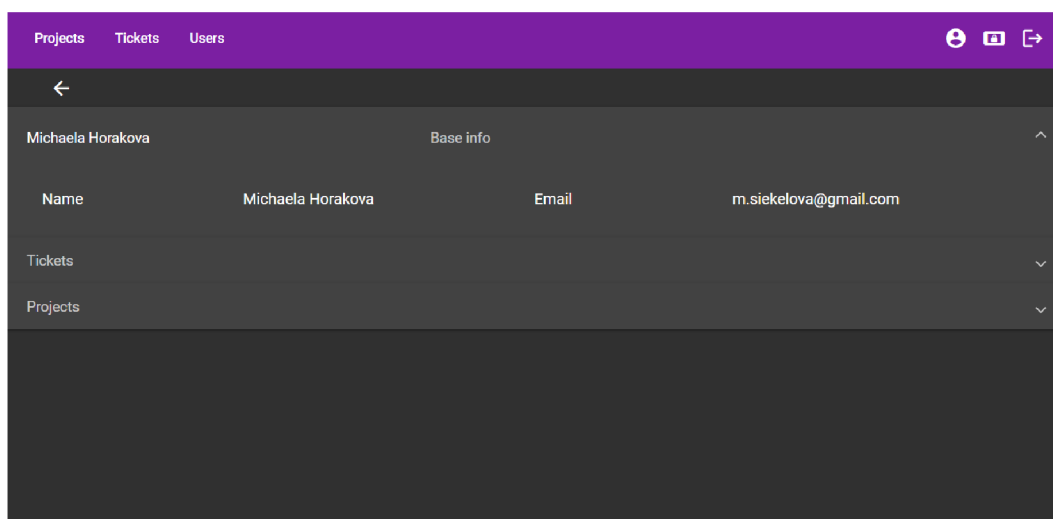 Projects Tickets Users
Michaela Horakova Base info
Name Michaela Horakova Email m.siekelova@gmail.com
Tickets
Projects